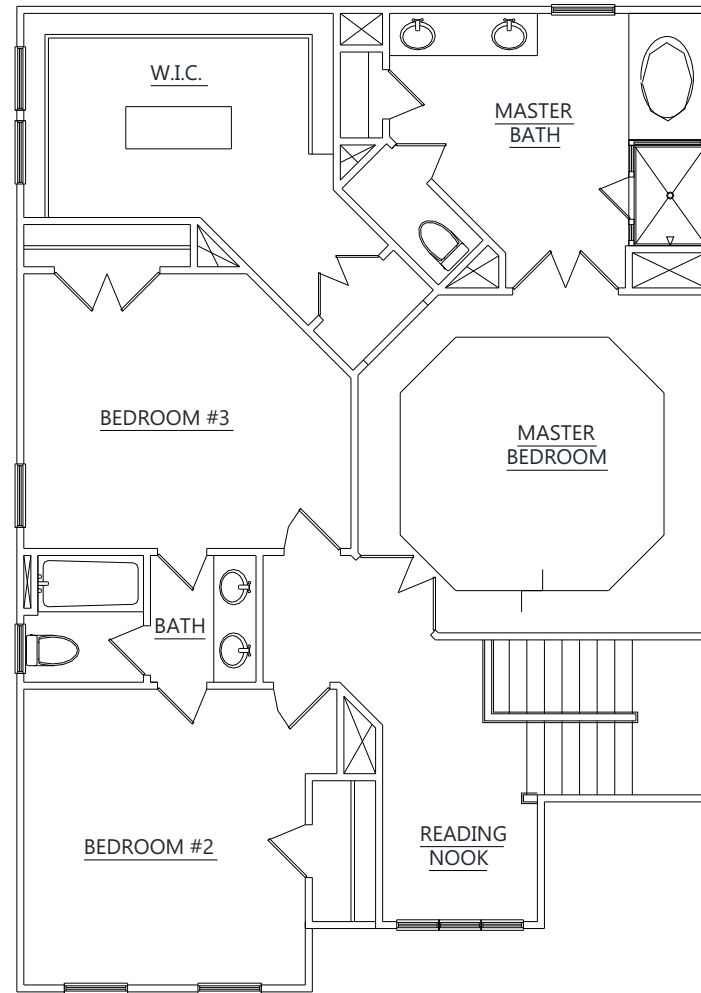 W.I.C.
MASTER
BATH
BEDROOM #3
MASTER
BEDROOM
BATH
BEDROOM #2
READING
NOOK